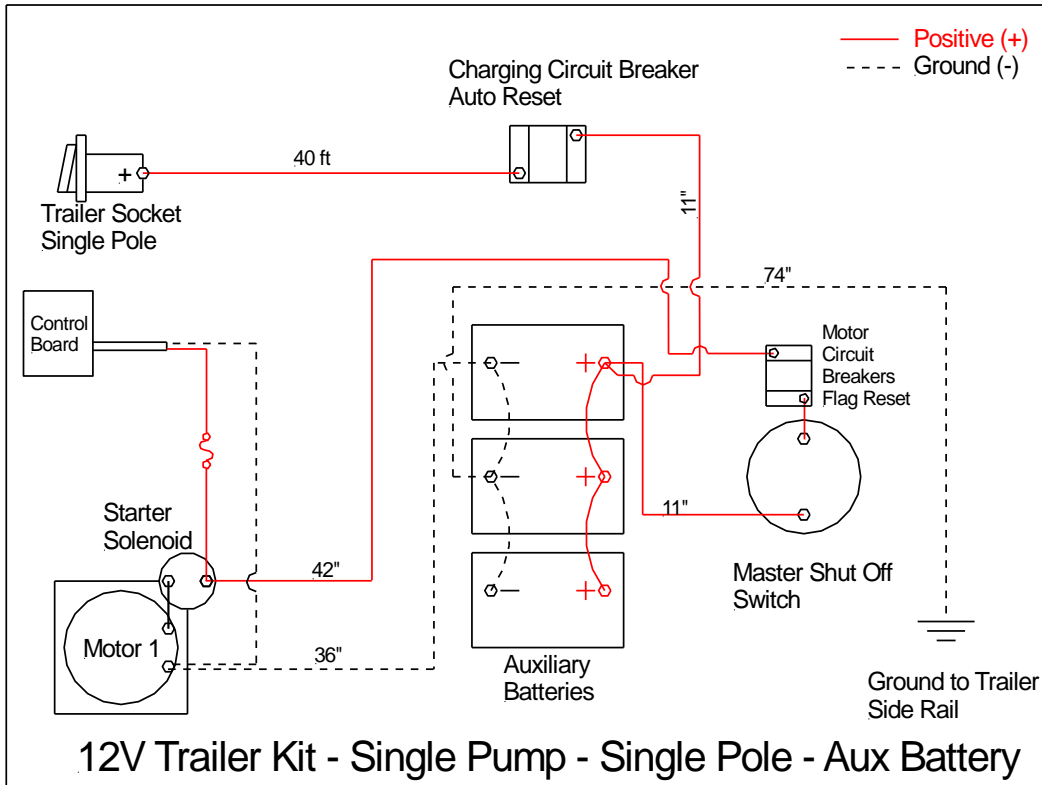 Positive (+)
Ground (-)
Charging Circuit Breaker
Auto Reset
40 ft
+
Trailer Socket
Single Pole
11"
74"
Control
Board
Motor
Circuit
Breakers
Flag Reset
− +
− +
− +
11"
Starter
Solenoid
42"
Master Shut Off
Switch
Motor 1
36"
Auxiliary
Batteries
Ground to Trailer
Side Rail
12V Trailer Kit - Single Pump - Single Pole - Aux Battery